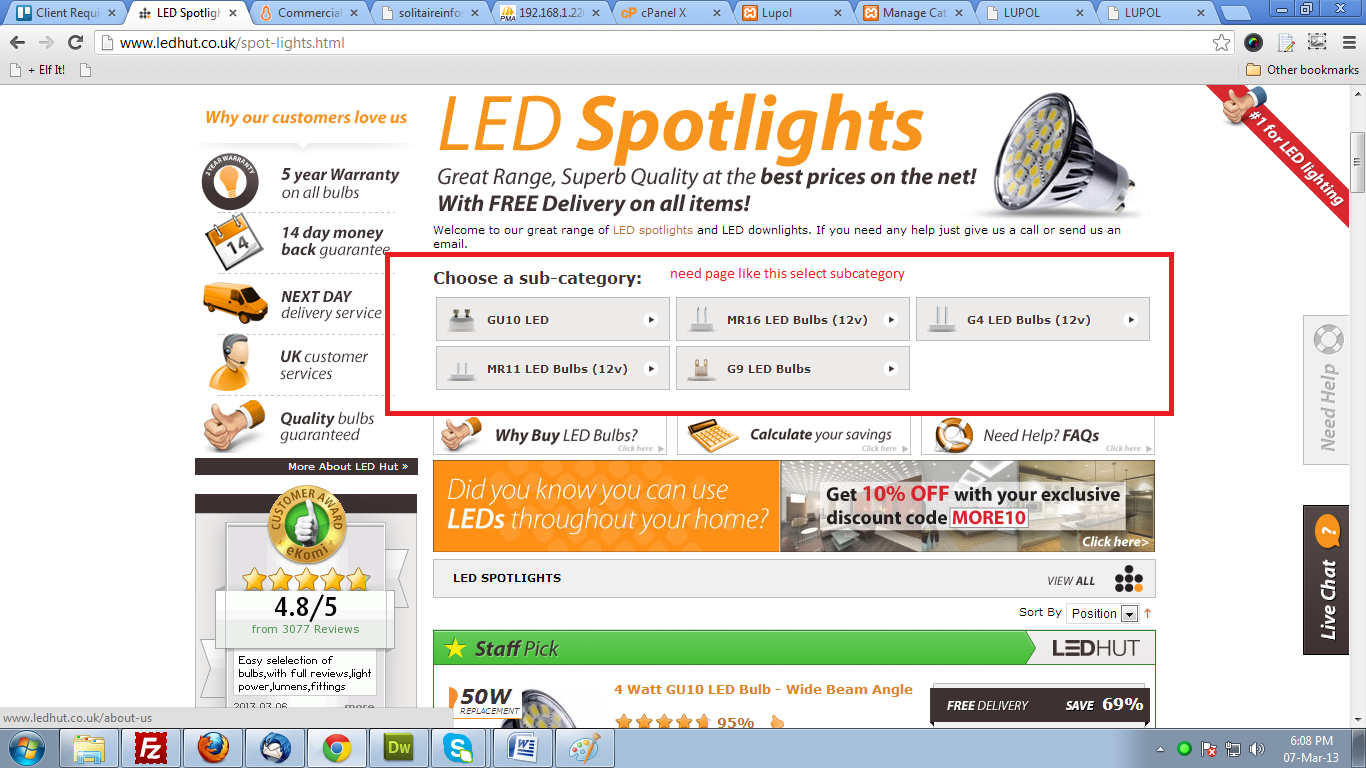 Client Requi
LED Spotligh
Commercial
solitaireinfos
192.168.1.22
cPanel X
Lupol
Manage Cat
LUPOL
LUPOL
www.ledhut.co.uk/spot-lights.html
+ Elf It!
Other bookmarks
Why our customers love us
2 YEAR WARRANTY
5 year Warranty
on all bulbs
14
14 day money
back guarantee
NEXT DAY
delivery service
UK customer
services
Quality bulbs
guaranteed
More About LED Hut »
CUSTOMER AWARD
eKomi
4.8/5
from 3077 Reviews
Easy selelection of
bulbs,with full reviews,light
power,lumens,fittings
2013.03.06
more
LED Spotlights
Great Range, Superb Quality at the best prices on the net!
With FREE Delivery on all items!
#1 for LED lighting
Welcome to our great range of LED spotlights and LED downlights. If you need any help just give us a call or send us an
email.
Choose a sub-category:
need page like this select subcategory
GU10 LED
MR16 LED Bulbs (12v)
G4 LED Bulbs (12v)
MR11 LED Bulbs (12v)
G9 LED Bulbs
Why Buy LED Bulbs?
Click here
Calculate your savings
Click here
Need Help? FAQs
Click here
Did you know you can use
LEDs throughout your home?
Get 10% OFF with your exclusive
discount code MORE10
Click here>
LED SPOTLIGHTS
VIEW ALL
Sort By
Position
Staff Pick
LEDHUT
50W
REPLACEMENT
4 Watt GU10 LED Bulb - Wide Beam Angle
95%
FREE DELIVERY
SAVE 69%
Need Help
Live Chat
www.ledhut.co.uk/about-us
6:08 PM
07-Mar-13